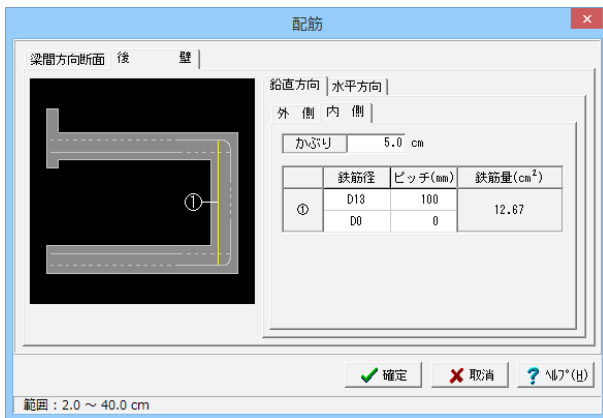 配筋
梁間方向断面 後 壁
鉛直方向 水平方向
外 側 内 側
かぶり 5.0 cm
鉄筋径 ピッチ(mm) 鉄筋量(cm²)
① D13 100 12.67
D0 0
①
確定 取消 ヘルプ(H)
範囲：2.0 ～ 40.0 cm